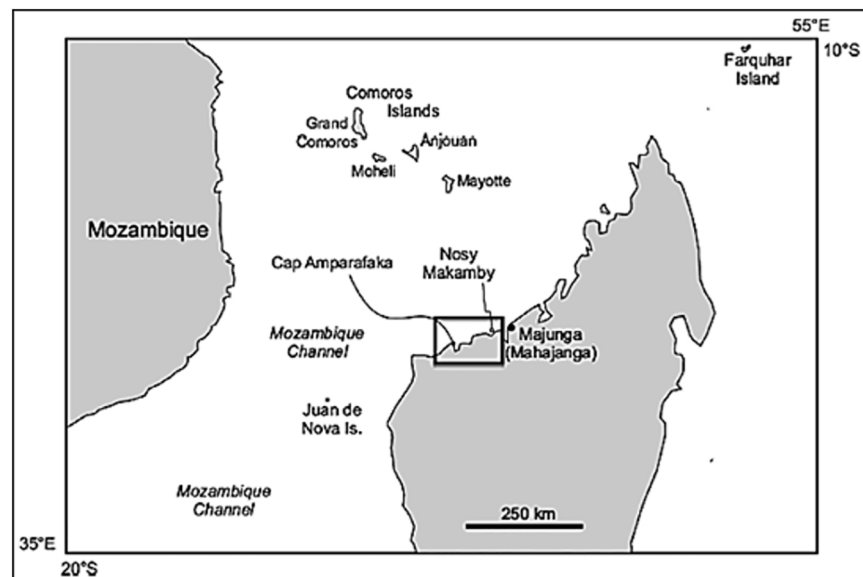 55°E
10°S
Farquhar
Island
Comoros
Islands
Grand
Comoros
Anjouan
Moheli
Mayotte
Mozambique
Cap Amparafaka
Nosy
Makamby
Mozambique
Channel
Majunga
(Mahajanga)
Juan de
Nova Is.
Mozambique
Channel
250 km
35°E
20°S